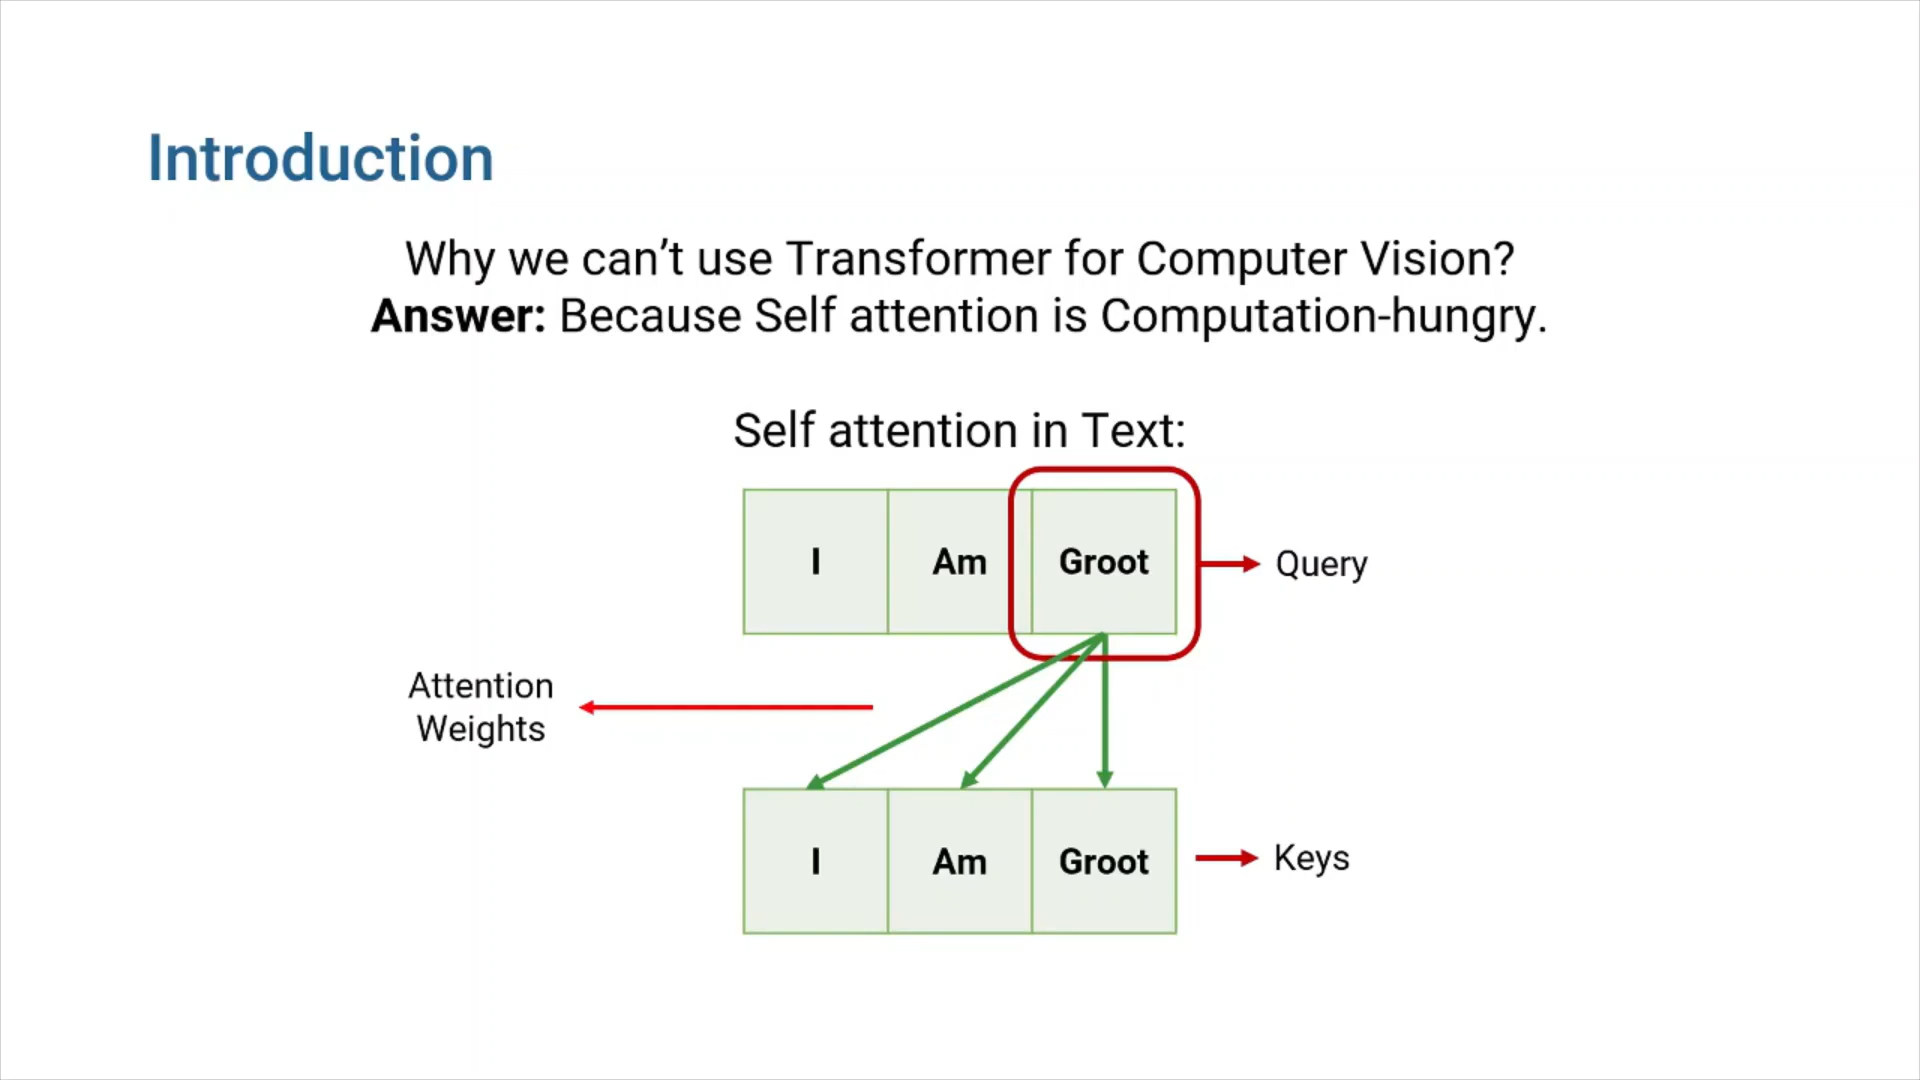 Introduction
Why we can’t use Transformer for Computer Vision?
Answer: Because Self attention is Computation-hungry.
Self attention in Text:
I Am Groot
Query
Attention
Weights
I Am Groot
Keys